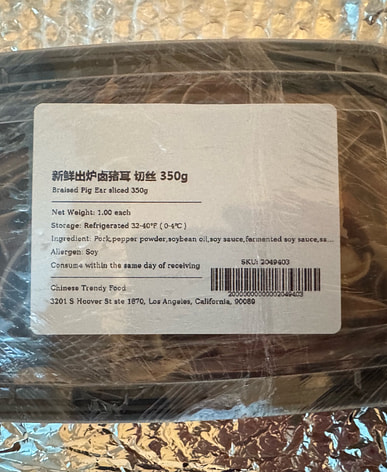 新鲜出炉卤猪耳 切丝 350g
Braised Pig Ear sliced 350g
Net Weight: 1.00 each
Storage: Refrigerated 32-40°F ( 0-4°C )
Ingredient: Pork,pepper powder,soybean oil,soy sauce,fermented soy sauce,sa...
Allergen: Soy
Consume within the same day of receiving
SKU: 2049403
2000000000002049403
Chinese Trendy Food
3201 S Hoover St ste 1870, Los Angeles, California, 90089